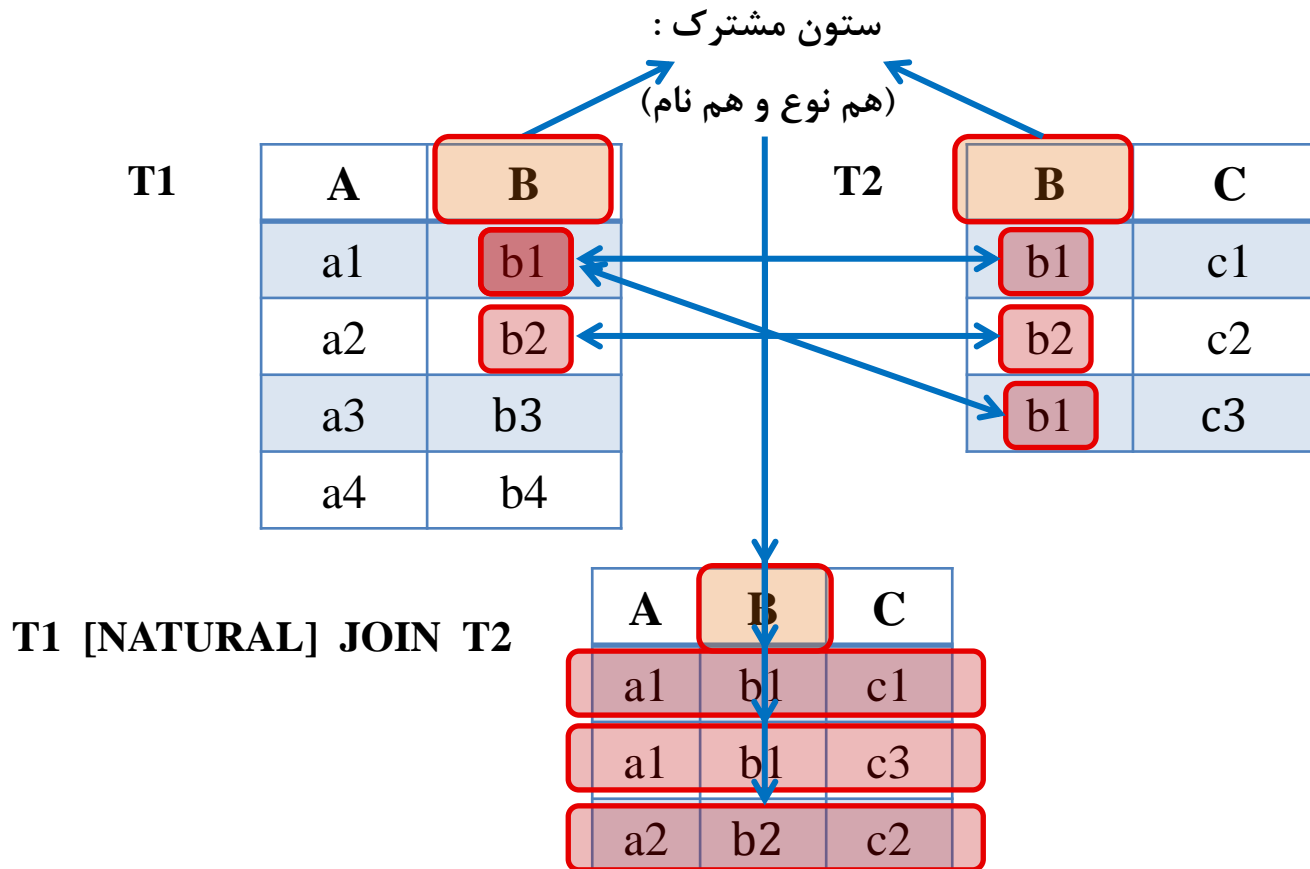 ستون مشترک :
(هم نوع و هم نام)
T1
A B
a1 b1
a2 b2
a3 b3
a4 b4
T2
B C
b1 c1
b2 c2
b1 c3
T1 [NATURAL] JOIN T2
A B C
a1 b1 c1
a1 b1 c3
a2 b2 c2